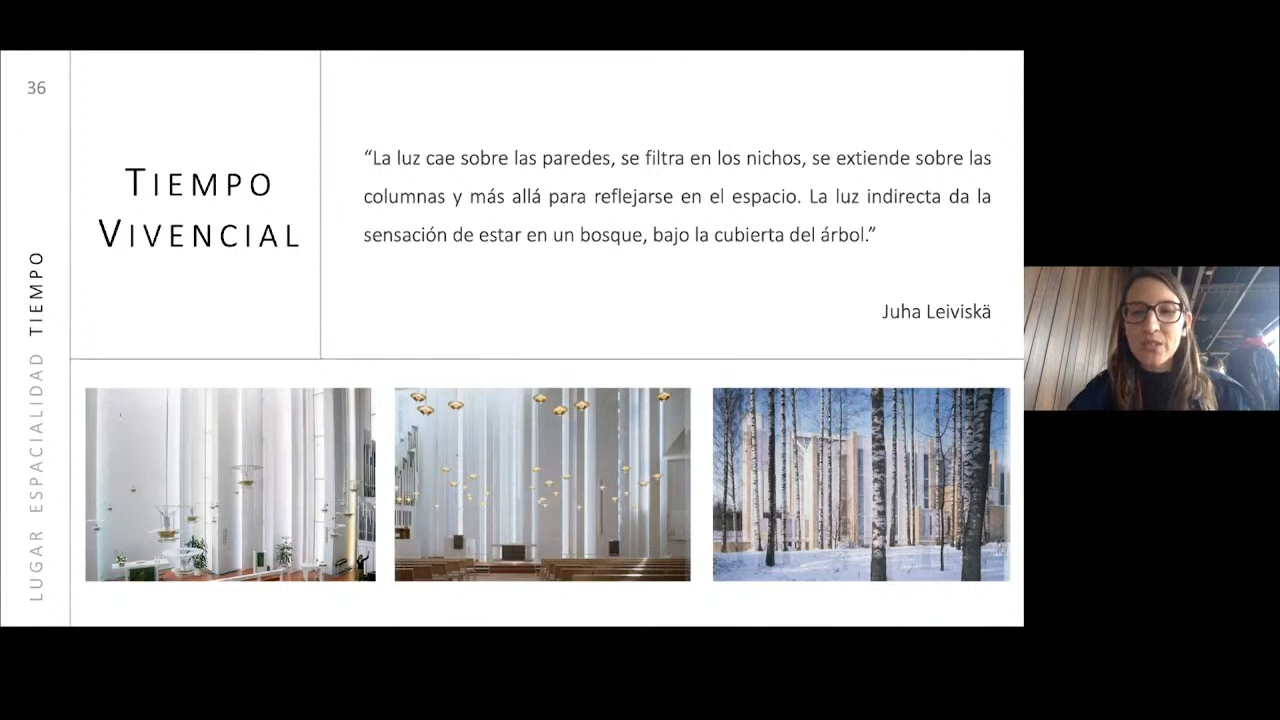 36
TIEMPO
VIVENCIAL
“La luz cae sobre las paredes, se filtra en los nichos, se extiende sobre las
columnas y más allá para reflejarse en el espacio. La luz indirecta da la
sensación de estar en un bosque, bajo la cubierta del árbol.”
Juha Leiviskä
LUGAR ESPACIALIDAD TIEMPO